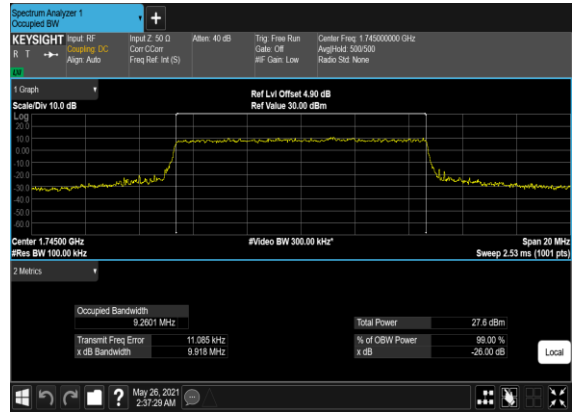 Spectrum Analyzer 1
Occupied BW
+
KEYSIGHT Input: RF Input Z: 50 Ω Atten: 40 dB Trig: Free Run Center Freq: 1.745000000 GHz
R T Coupling: DC Corr CCorr Gate: Off Avg|Hold: 500/500
Align: Auto Freq Ref: Int (S) #IF Gain: Low Radio Std: None
LW
1 Graph
Ref Lvl Offset 4.90 dB
Scale/Div 10.0 dB Ref Value 30.00 dBm
Log
20.0
10.0
0.00
-10.0
-20.0
-30.0
-40.0
-50.0
-60.0
Center 1.74500 GHz #Video BW 300.00 kHz* Span 20 MHz
#Res BW 100.00 kHz Sweep 2.53 ms (1001 pts)
2 Metrics
Occupied Bandwidth
9.2601 MHz Total Power 27.6 dBm
Transmit Freq Error 11.085 kHz % of OBW Power 99.00 %
x dB Bandwidth 9.918 MHz x dB -26.00 dB
Local
? May 26, 2021
2:37:29 AM